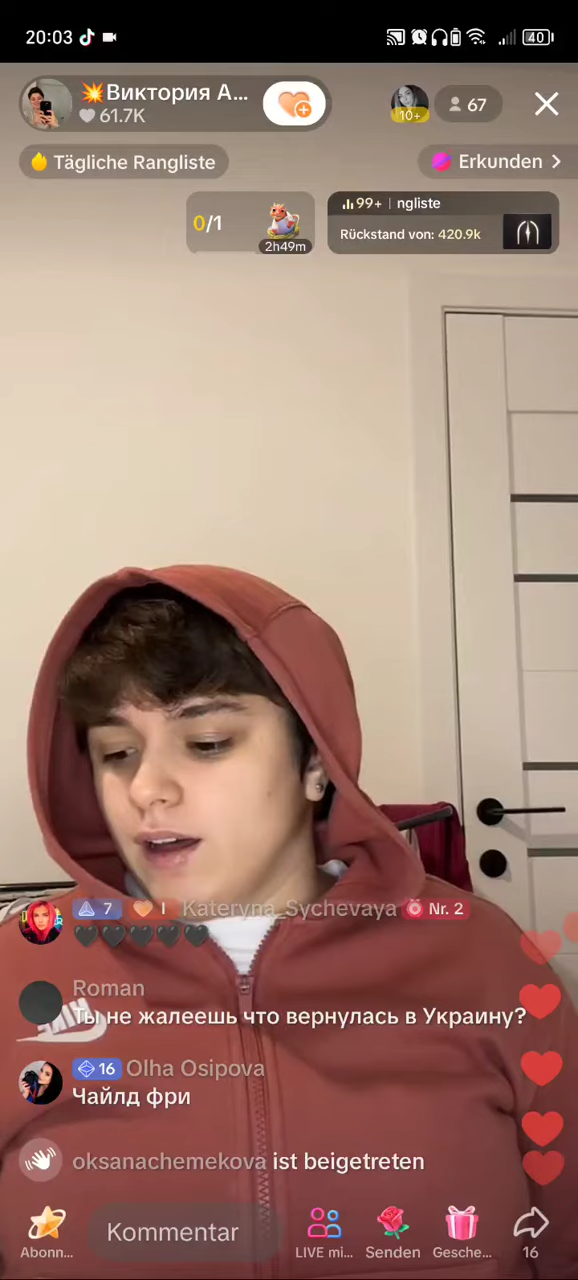 20:03
40
💥Виктория А...
61.7K
10+
67
Tägliche Rangliste
Erkunden
0/1
2h49m
99+ | ngliste
Rückstand von: 420.9k
7
I
Kateryna_Sychevaya
Nr. 2
🖤🖤🖤🖤🖤
Roman
Ты не жалеешь что вернулась в Украину?
16 Olha Osipova
Чайлд фри
oksanachemekova ist beigetreten
Abonn...
Kommentar
LIVE mi...
Senden
Gesche...
16